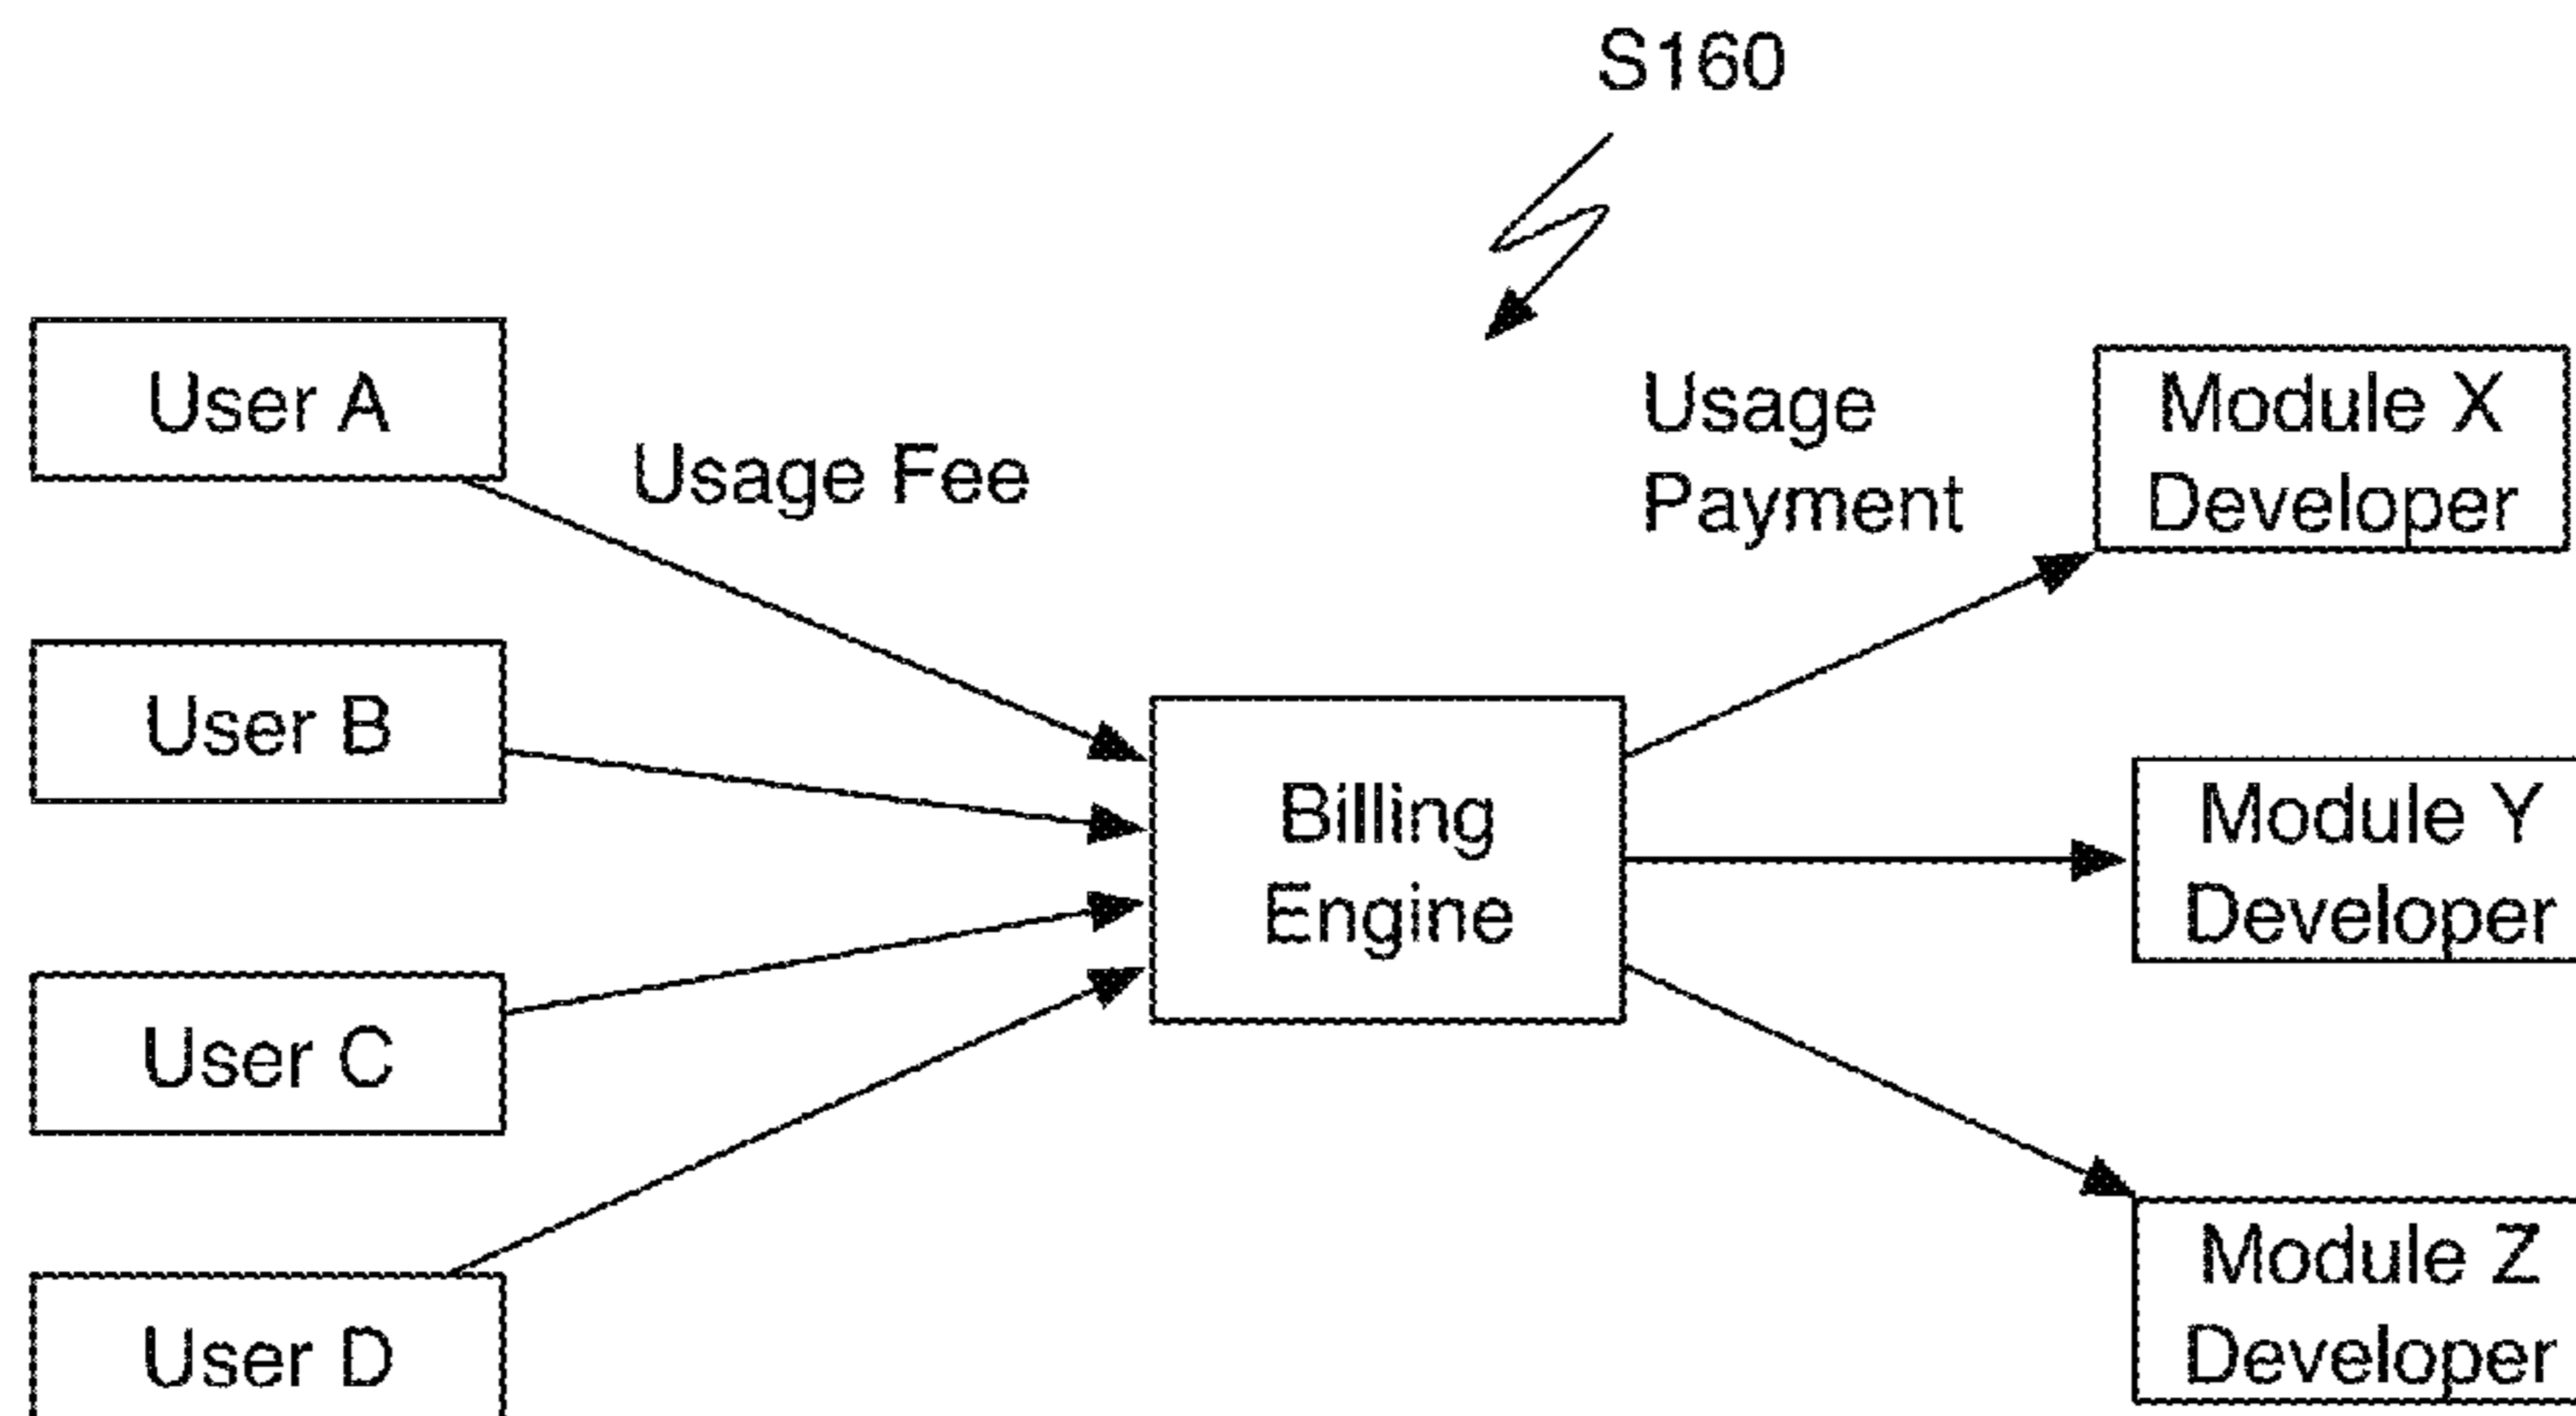 S160
User A
Usage Fee
Usage
Payment
Module X
Developer
User B
Billing
Engine
Module Y
Developer
User C
User D
Module Z
Developer